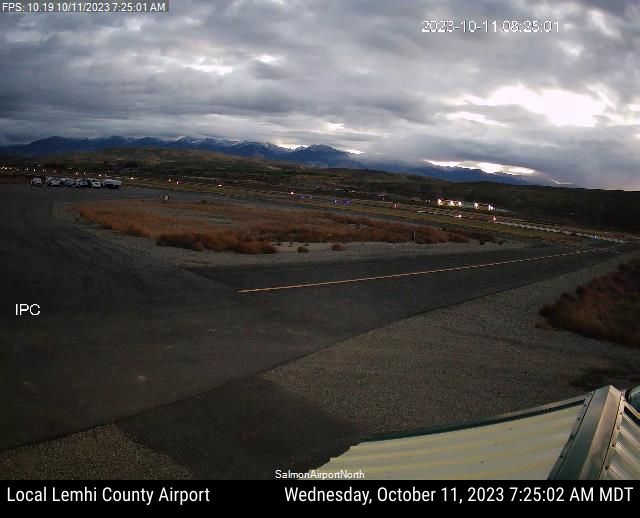 FPS: 10.19 10/11/2023 7:25:01 AM
2023-10-11 08:25:01
IPC
SalmonAirportNorth
Local Lemhi County Airport Wednesday, October 11, 2023 7:25:02 AM MDT